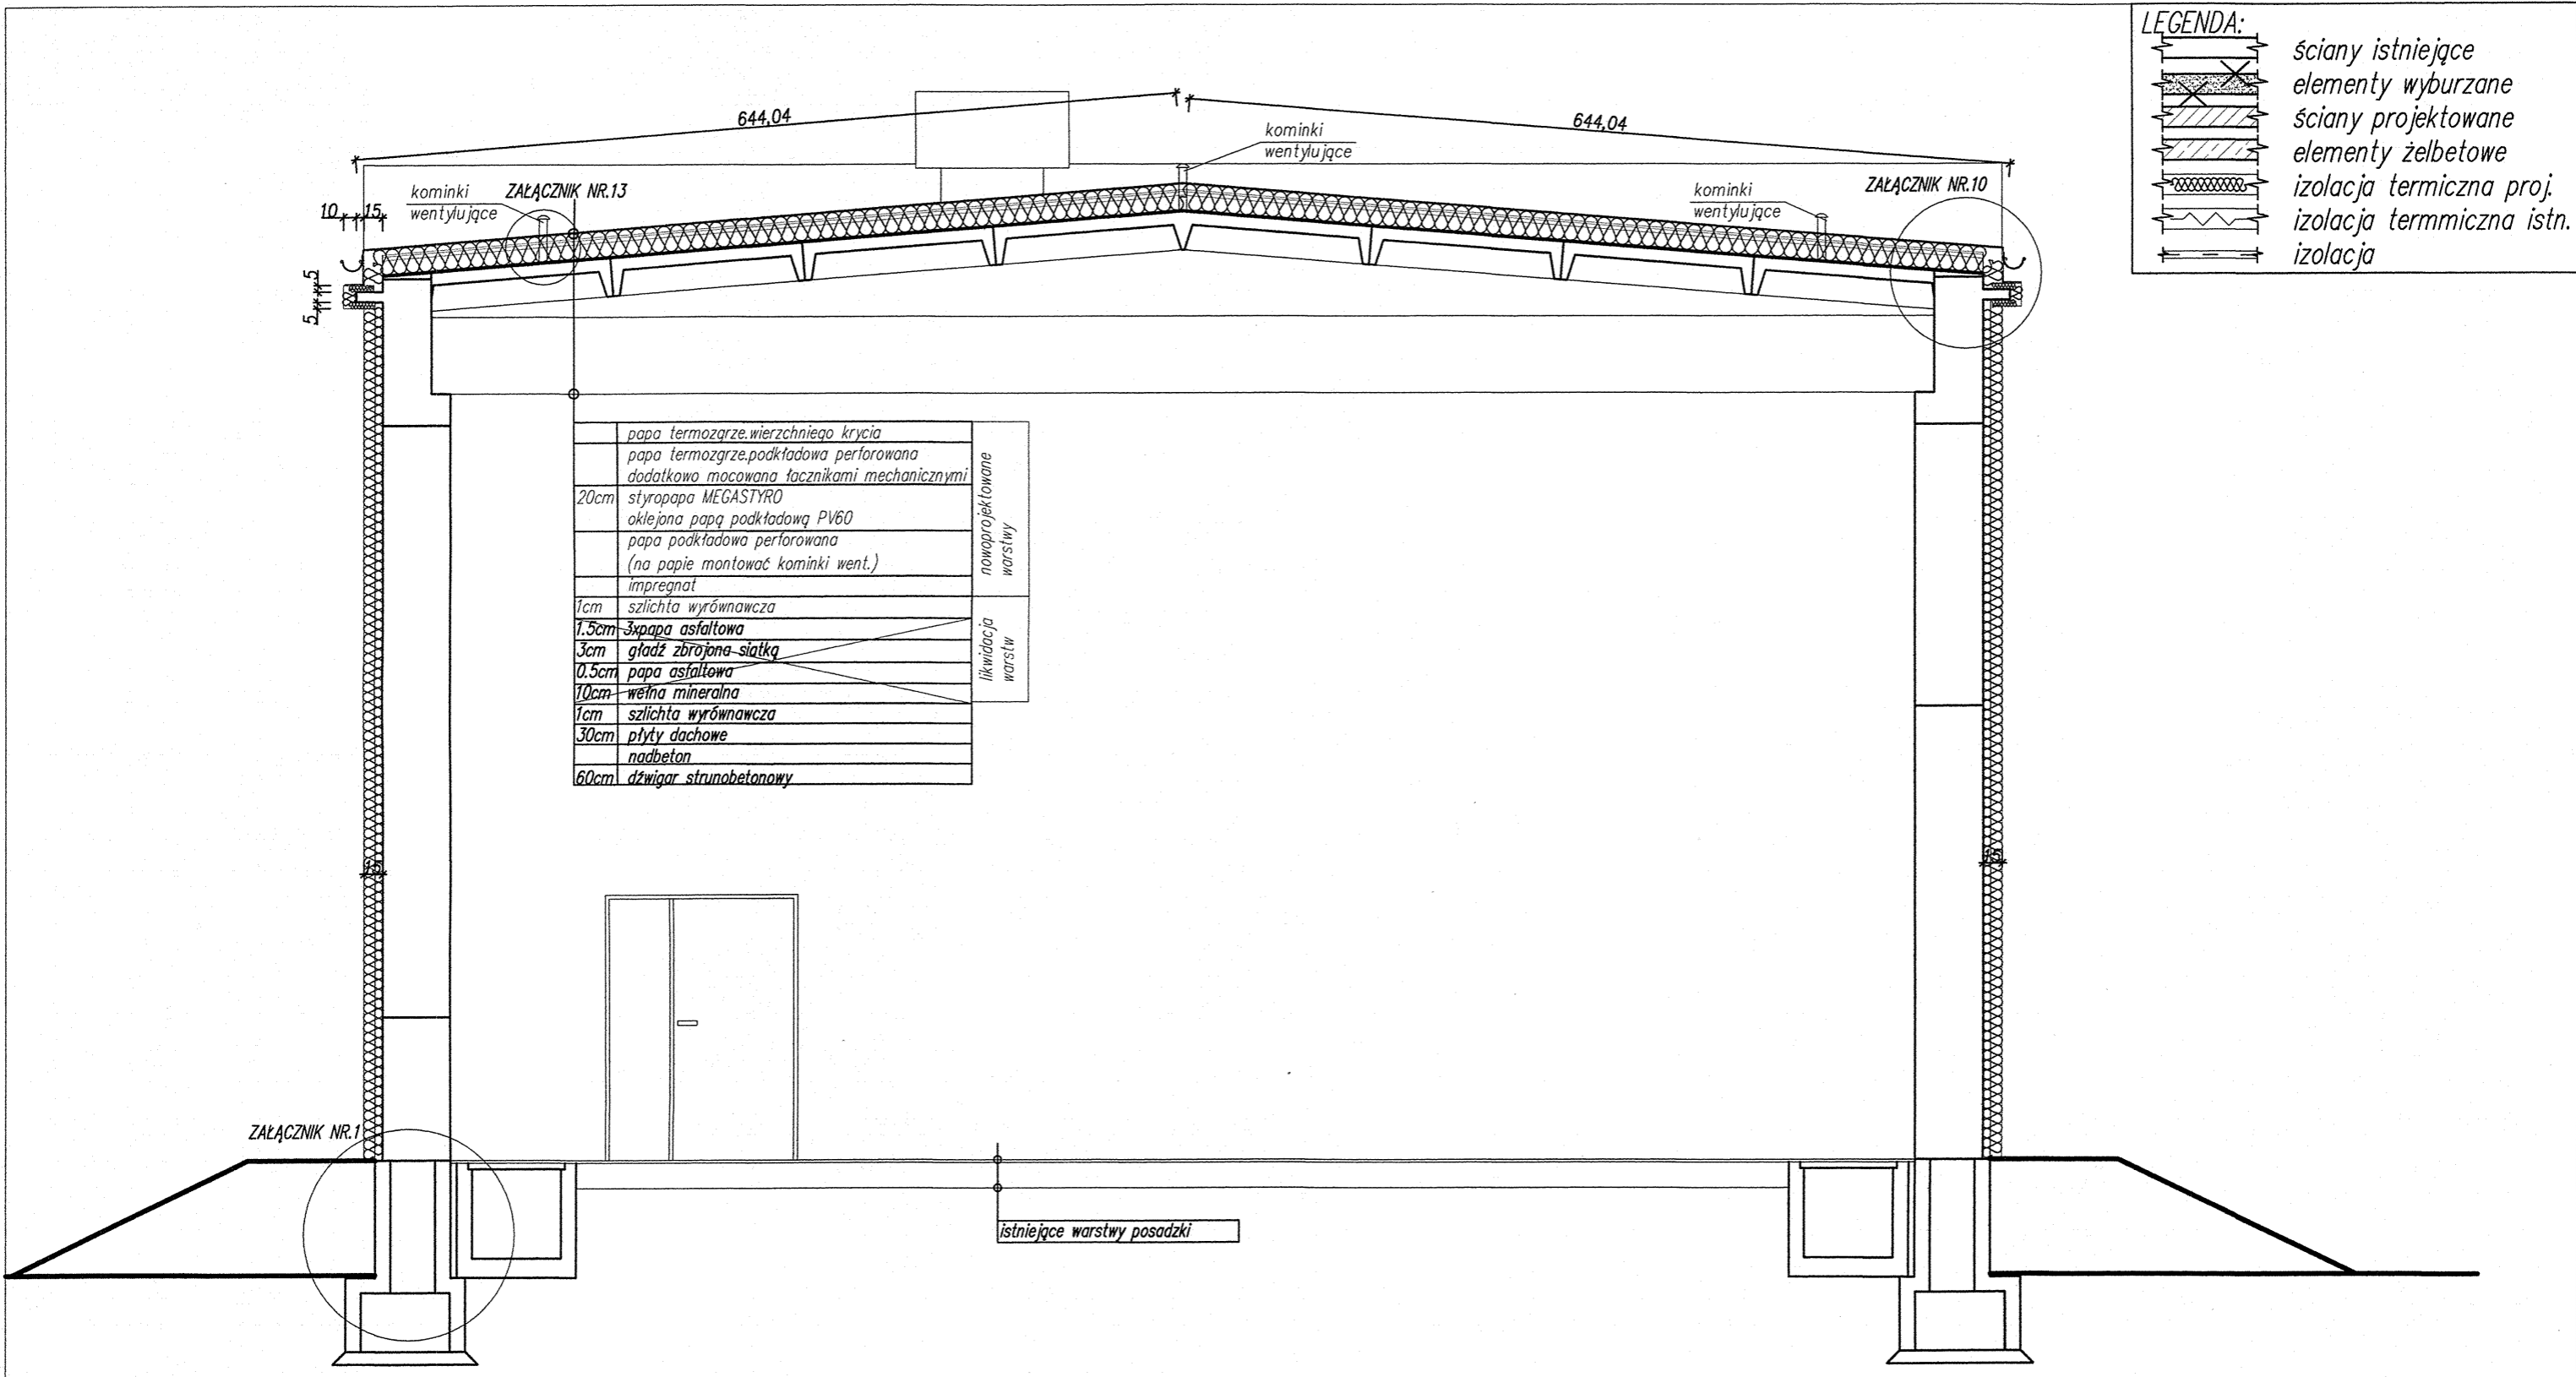 LEGENDA:
ściany istniejące
elementy wyburzane
ściany projektowane
elementy żelbetowe
izolacja termiczna proj.
izolacja termmiczna istn.
izolacja
644,04
644,04
kominki
wentylujące
kominki
wentylujące
ZAŁĄCZNIK NR.13
kominki
wentylujące
ZAŁĄCZNIK NR.10
10
15
5
5
papa termozgrze.wierzchniego krycia
papa termozgrze.podkładowa perforowana
dodatkowo mocowana łacznikami mechanicznymi
20cm styropapa MEGASTYRO
oklejona papą podkładową PV60
papa podkładowa perforowana
(na papie montować kominki went.)
impregnat
nowoprojektowane
warstwy
1cm szlichta wyrównawcza
1.5cm 3xpapa asfaltowa
3cm gładź zbrojona siatką
0.5cm papa asfaltowa
10cm wełna mineralna
likwidacja
warstw
1cm szlichta wyrównawcza
30cm płyty dachowe
nadbeton
60cm dźwigar strunobetonowy
15
15
ZAŁĄCZNIK NR.1
istniejące warstwy posadzki